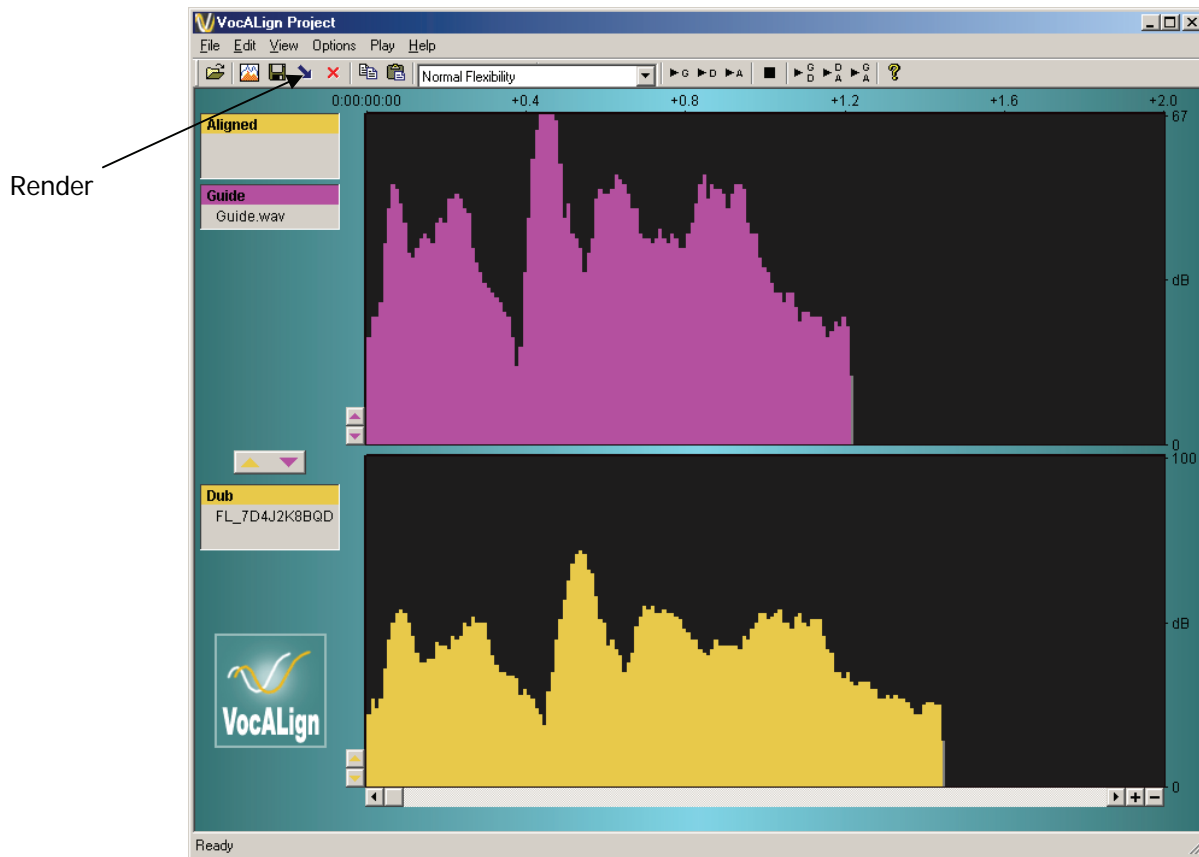 VocALign Project
File Edit View Options Play Help
Normal Flexibility
G D A G D D A G A
0:00:00:00 +0.4 +0.8 +1.2 +1.6 +2.0
Aligned
67
Render
Guide
Guide.wav
dB
0
100
Dub
FL_7D4J2K8BQD
dB
VocALign
0
Ready